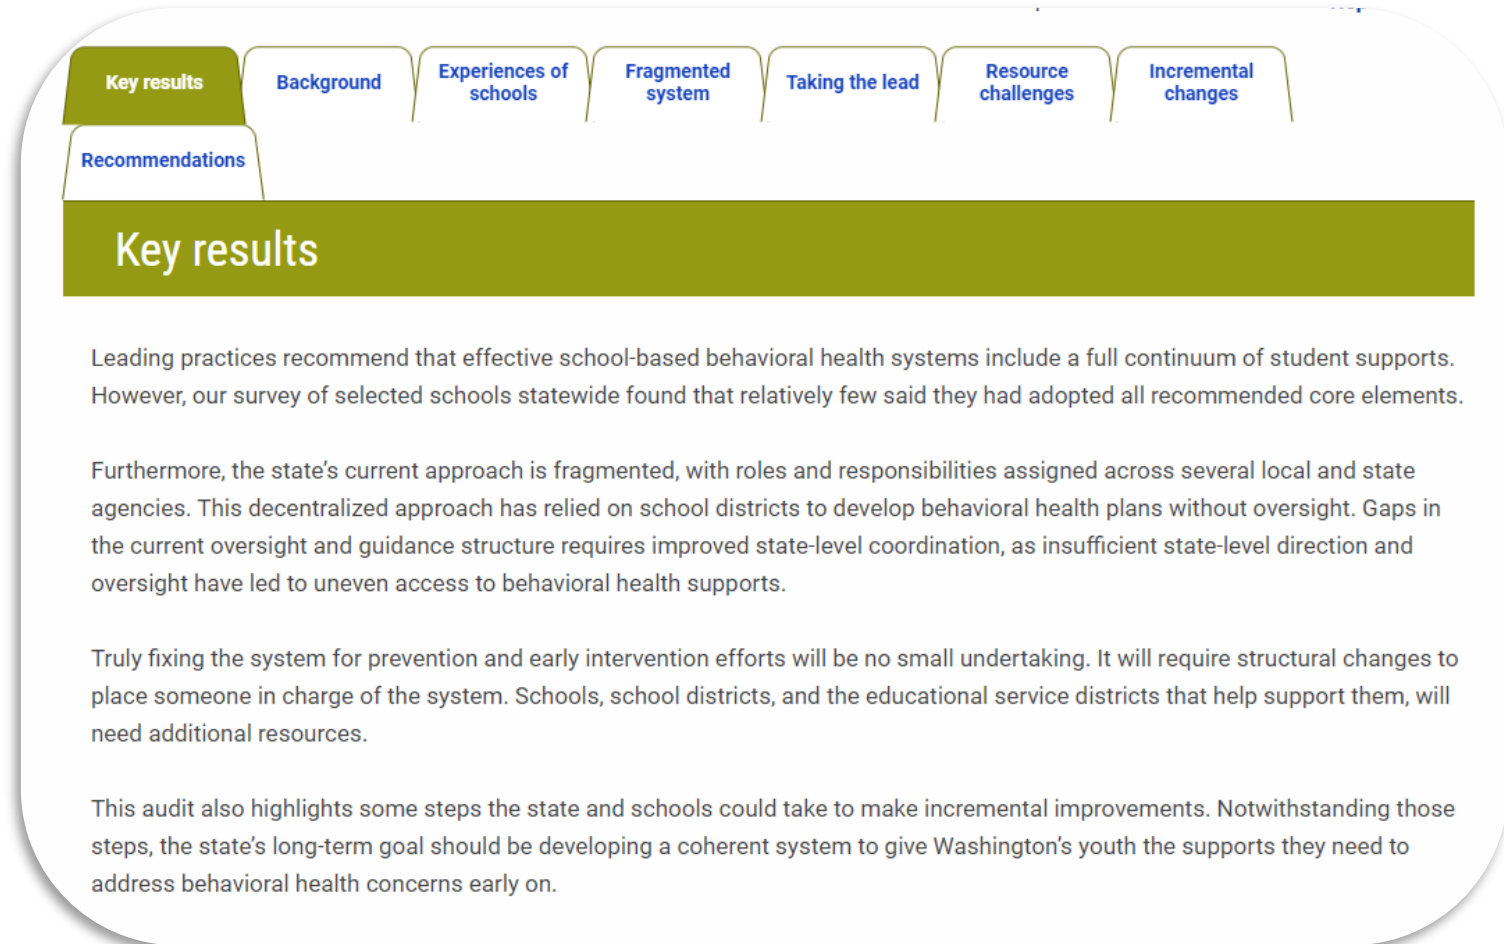 Key results
Background
Experiences of
schools
Fragmented
system
Taking the lead
Resource
challenges
Incremental
changes
Recommendations
Key results
Leading practices recommend that effective school-based behavioral health systems include a full continuum of student supports.
However, our survey of selected schools statewide found that relatively few said they had adopted all recommended core elements.
Furthermore, the state’s current approach is fragmented, with roles and responsibilities assigned across several local and state
agencies. This decentralized approach has relied on school districts to develop behavioral health plans without oversight. Gaps in
the current oversight and guidance structure requires improved state-level coordination, as insufficient state-level direction and
oversight have led to uneven access to behavioral health supports.
Truly fixing the system for prevention and early intervention efforts will be no small undertaking. It will require structural changes to
place someone in charge of the system. Schools, school districts, and the educational service districts that help support them, will
need additional resources.
This audit also highlights some steps the state and schools could take to make incremental improvements. Notwithstanding those
steps, the state’s long-term goal should be developing a coherent system to give Washington’s youth the supports they need to
address behavioral health concerns early on.